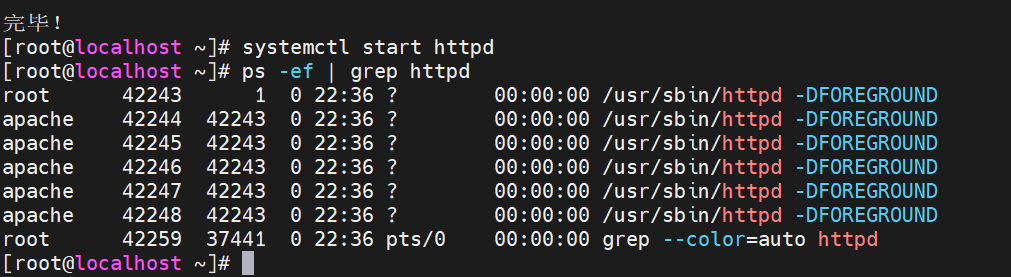 完毕!
[root@localhost ~]# systemctl start httpd
[root@localhost ~]# ps -ef | grep httpd
root      42243      1  0 22:36 ?        00:00:00 /usr/sbin/httpd -DFOREGROUND
apache    42244  42243  0 22:36 ?        00:00:00 /usr/sbin/httpd -DFOREGROUND
apache    42245  42243  0 22:36 ?        00:00:00 /usr/sbin/httpd -DFOREGROUND
apache    42246  42243  0 22:36 ?        00:00:00 /usr/sbin/httpd -DFOREGROUND
apache    42247  42243  0 22:36 ?        00:00:00 /usr/sbin/httpd -DFOREGROUND
apache    42248  42243  0 22:36 ?        00:00:00 /usr/sbin/httpd -DFOREGROUND
root      42259  37441  0 22:36 pts/0    00:00:00 grep --color=auto httpd
[root@localhost ~]#